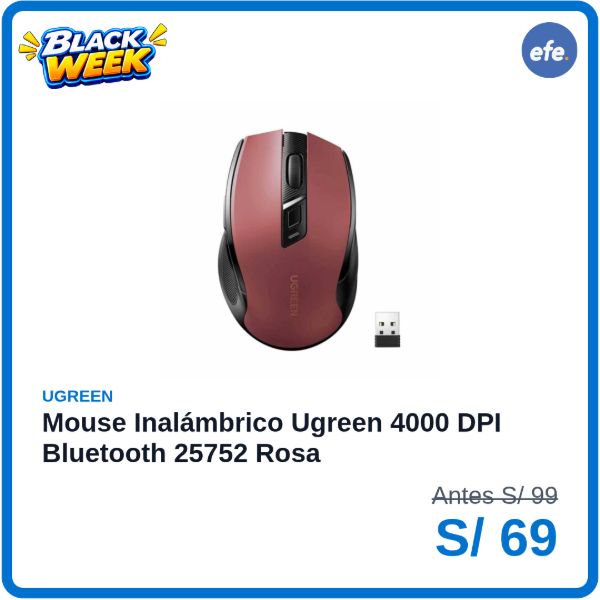 BLACK
WEEK
efe.
UGREEN
UGREEN
Mouse Inalámbrico Ugreen 4000 DPI
Bluetooth 25752 Rosa
Antes S/ 99
S/ 69